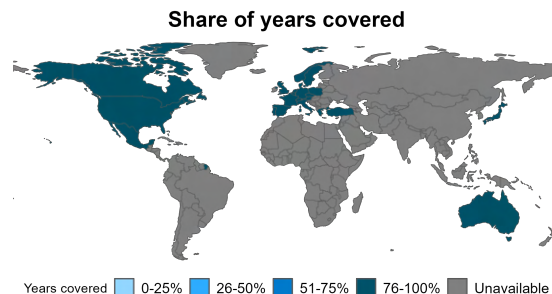 Share of years covered
Years covered 0-25% 26-50% 51-75% 76-100% Unavailable